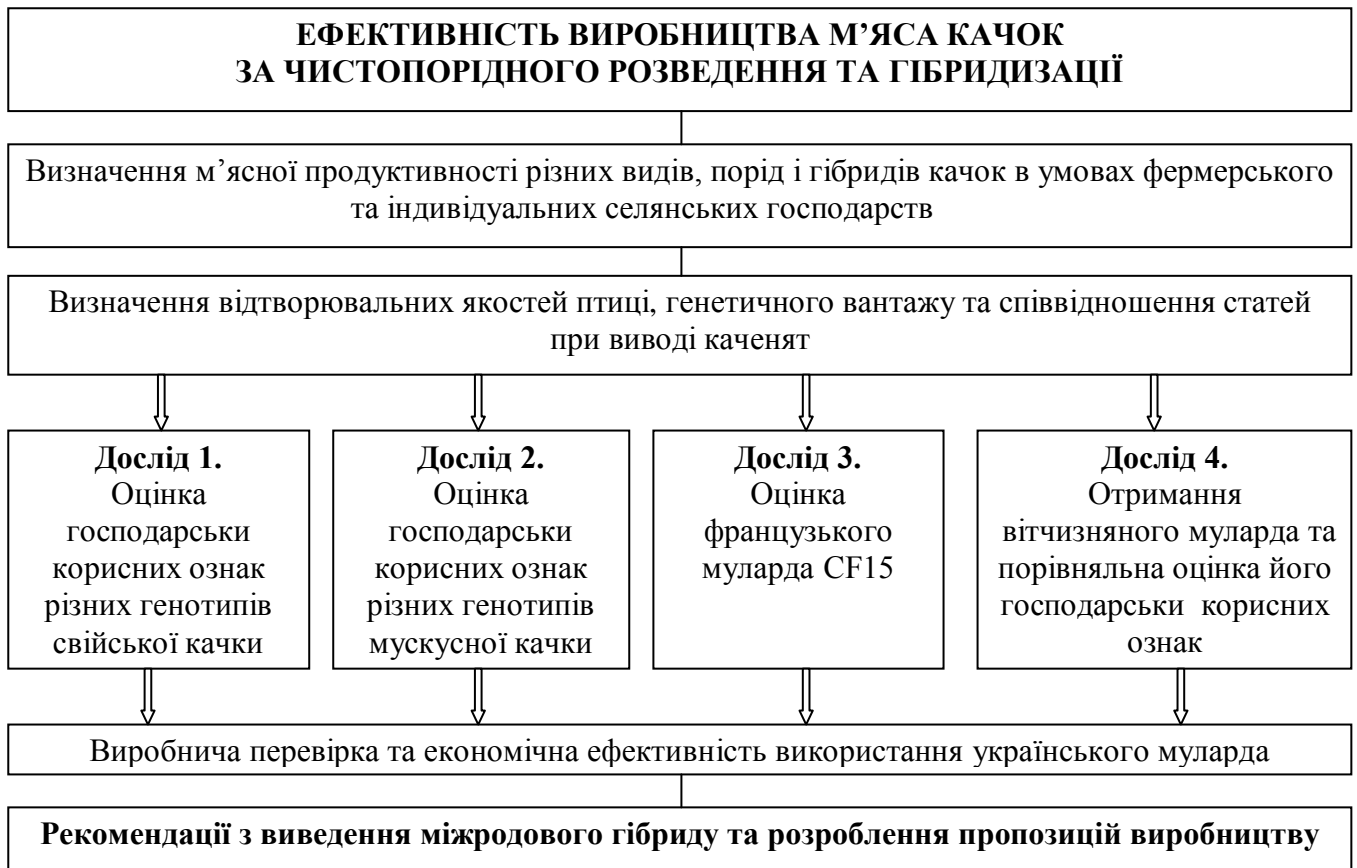 ЕФЕКТИВНІСТЬ ВИРОБНИЦТВА М’ЯСА КАЧОК
ЗА ЧИСТОПОРІДНОГО РОЗВЕДЕННЯ ТА ГІБРИДИЗАЦІЇ
Визначення м’ясної продуктивності різних видів, порід і гібридів качок в умовах фермерського
та індивідуальних селянських господарств
Визначення відтворювальних якостей птиці, генетичного вантажу та співвідношення статей
при виводі каченят
Дослід 1.
Оцінка
господарськи
корисних ознак
різних генотипів
свійської качки
Дослід 2.
Оцінка
господарськи
корисних ознак
різних генотипів
мускусної качки
Дослід 3.
Оцінка
французького
муларда CF15
Дослід 4.
Отримання
вітчизняного муларда та
порівняльна оцінка його
господарськи корисних
ознак
Виробнича перевірка та економічна ефективність використання українського муларда
Рекомендації з виведення міжродового гібриду та розроблення пропозицій виробництву